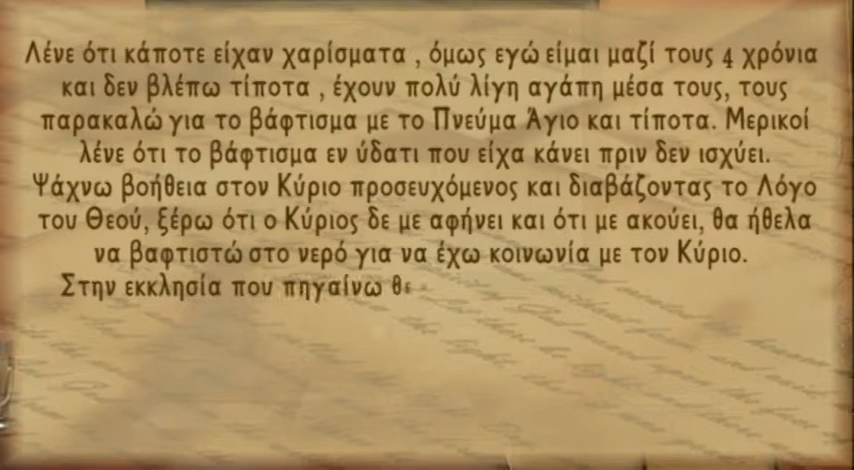 Λένε ότι κάποτε είχαν χαρίσματα , όμως εγώ είμαι μαζί τους 4 χρόνια
και δεν βλέπω τίποτα , έχουν πολύ λίγη αγάπη μέσα τους, τους
παρακαλώ για το βάφτισμα με το Πνεύμα Άγιο και τίποτα. Μερικοί
λένε ότι το βάφτισμα εν ύδατι που είχα κάνει πριν δεν ισχύει.
Ψάχνω βοήθεια στον Κύριο προσευχόμενος και διαβάζοντας το Λόγο
του Θεού, ξέρω ότι ο Κύριος δε με αφήνει και ότι με ακούει, θα ήθελα
να βαφτιστώ στο νερό για να έχω κοινωνία με τον Κύριο.
Στην εκκλησία που πηγαίνω